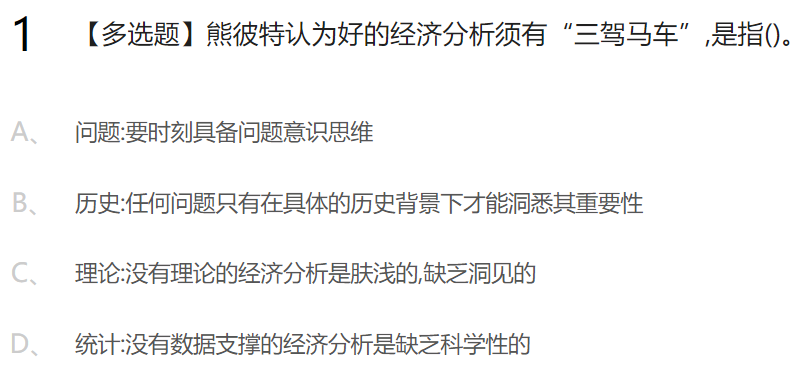 1 【多选题】熊彼特认为好的经济分析须有“三驾马车”,是指()。
A、 问题:要时刻具备问题意识思维
B、 历史:任何问题只有在具体的历史背景下才能洞悉其重要性
C、 理论:没有理论的经济分析是肤浅的,缺乏洞见的
D、 统计:没有数据支撑的经济分析是缺乏科学性的